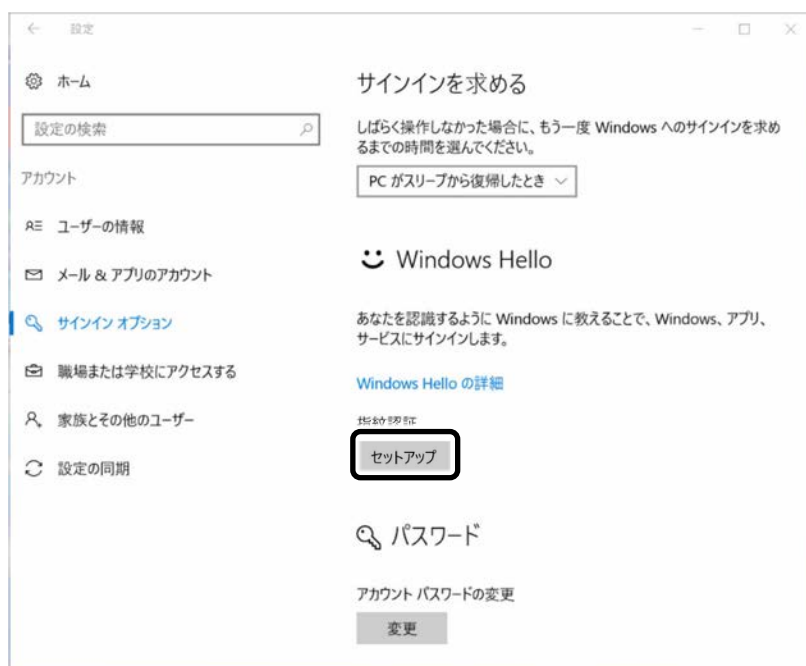 設定
ホーム
設定の検索
アカウント
ユーザーの情報
メール & アプリのアカウント
サインイン オプション
職場または学校にアクセスする
家族とその他のユーザー
設定の同期
サインインを求める
しばらく操作しなかった場合に、もう一度 Windows へのサインインを求め
るまでの時間を選んでください。
PC がスリープから復帰したとき
Windows Hello
あなたを認識するように Windows に教えることで、Windows、アプリ、
サービスにサインインします。
Windows Hello の詳細
指紋認証
セットアップ
パスワード
アカウント パスワードの変更
変更